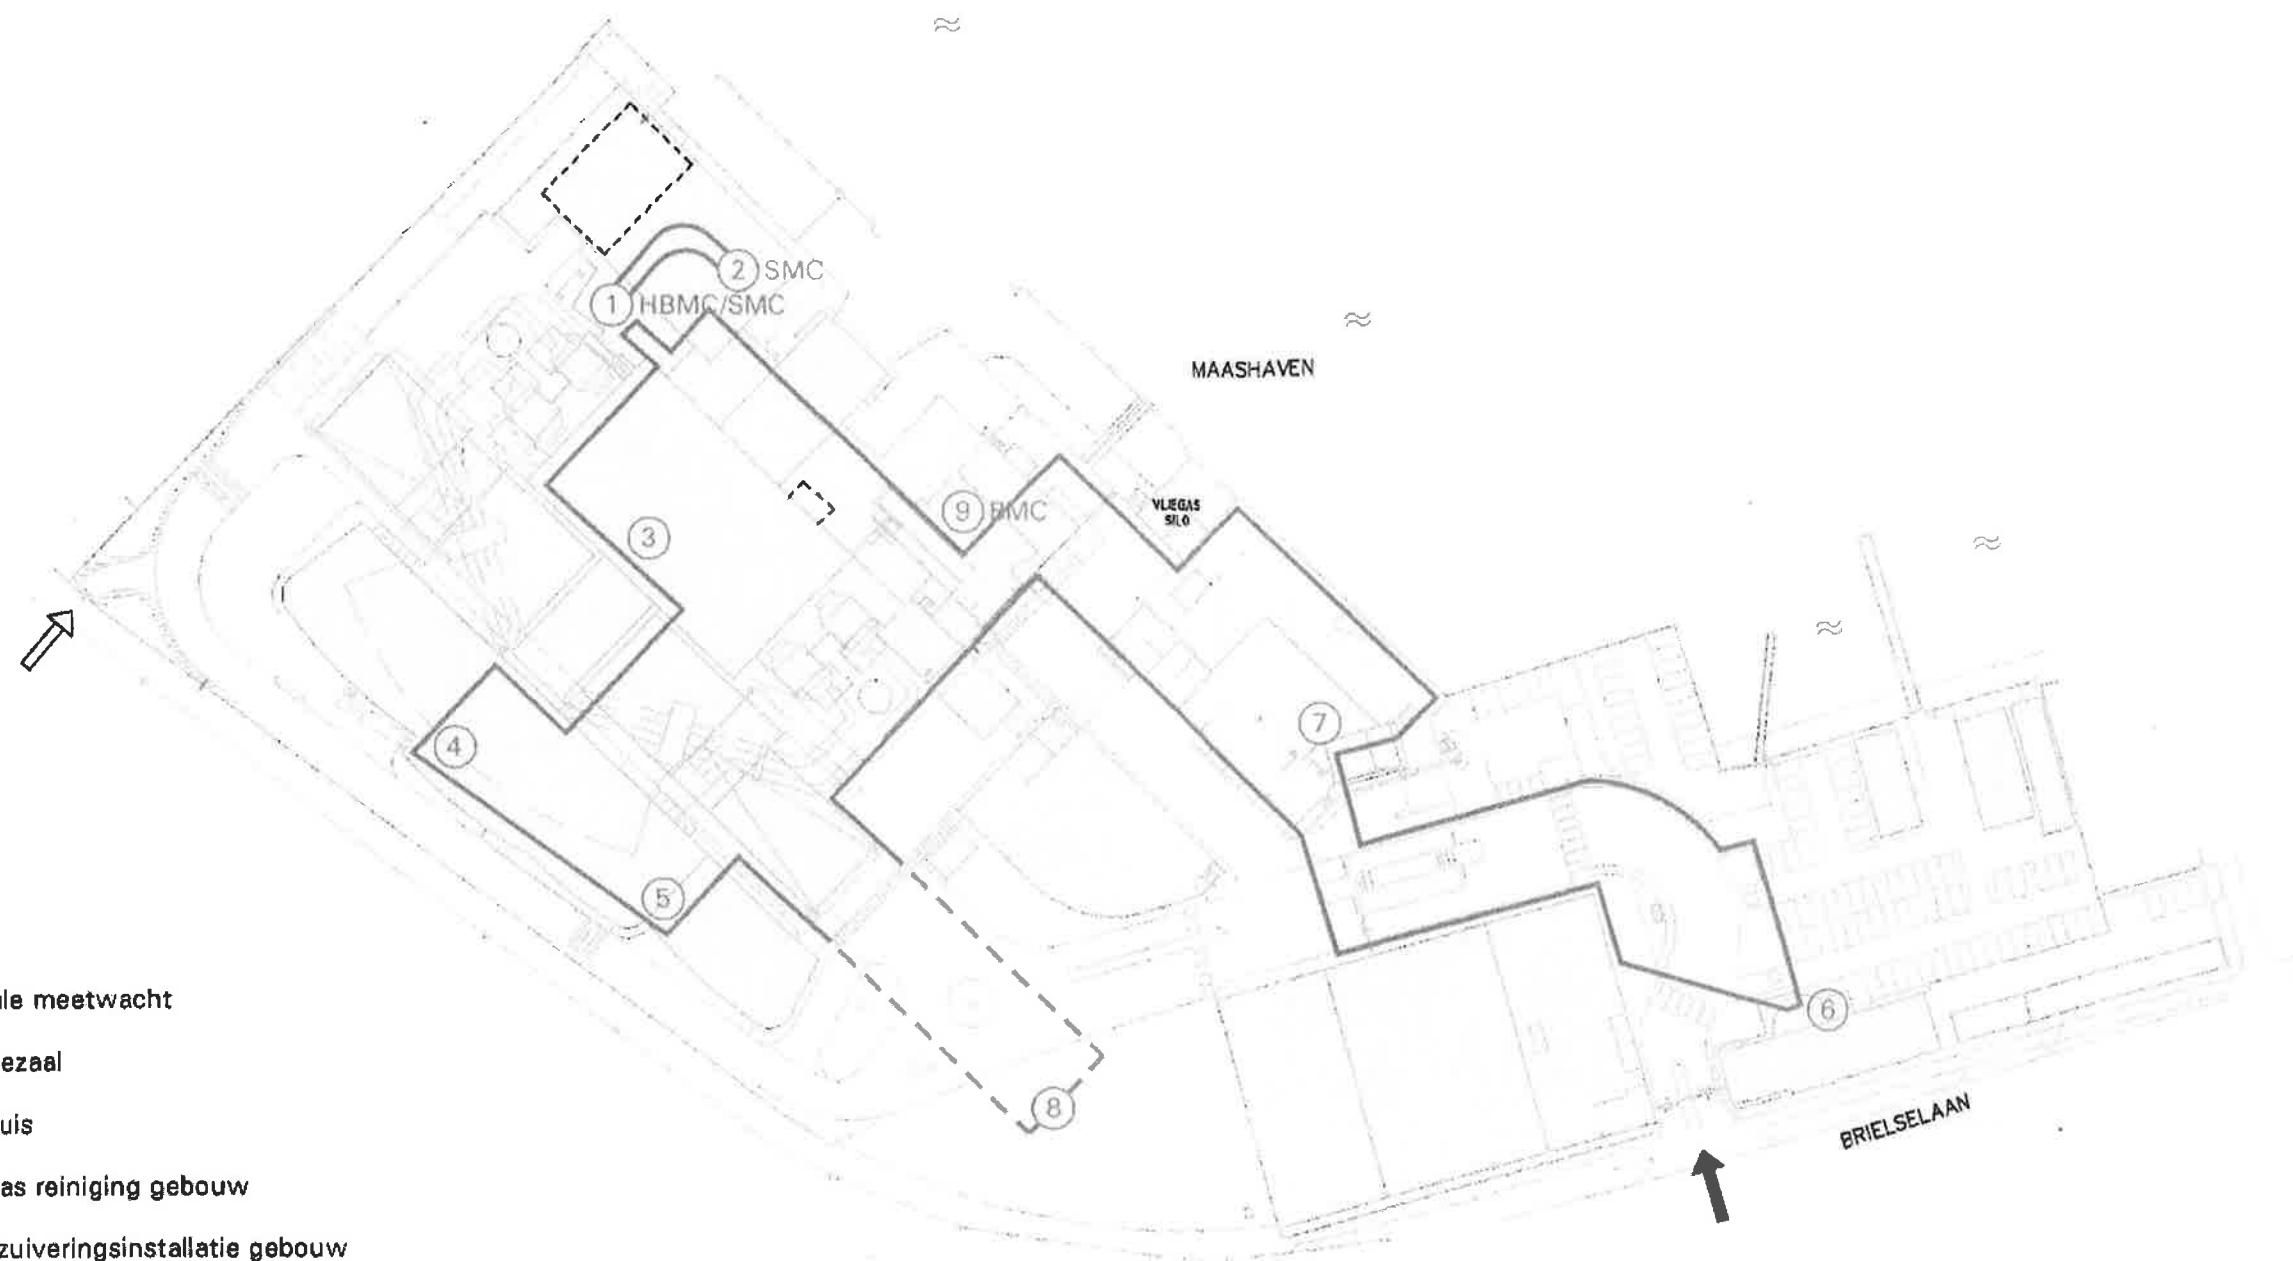 2 SMC
1 HBMC/SMC
MAASHAVEN
9 BMC
VLIEGAS
SILO
3
7
4
5
6
8
BRIELSELAAN
le meetwacht
ezaal
uis
as reiniging gebouw
zuiveringsinstallatie gebouw